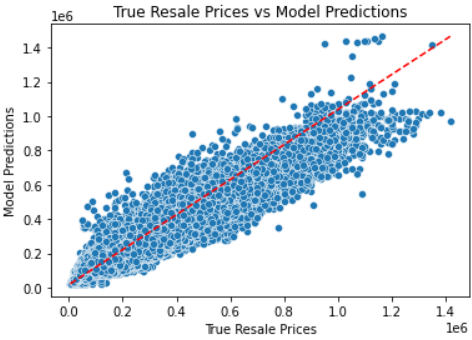 True Resale Prices vs Model Predictions
1e6
1.4
1.2
1.0
0.8
0.6
0.4
0.2
0.0
Model Predictions
0.0 0.2 0.4 0.6 0.8 1.0 1.2 1.4
True Resale Prices
1e6